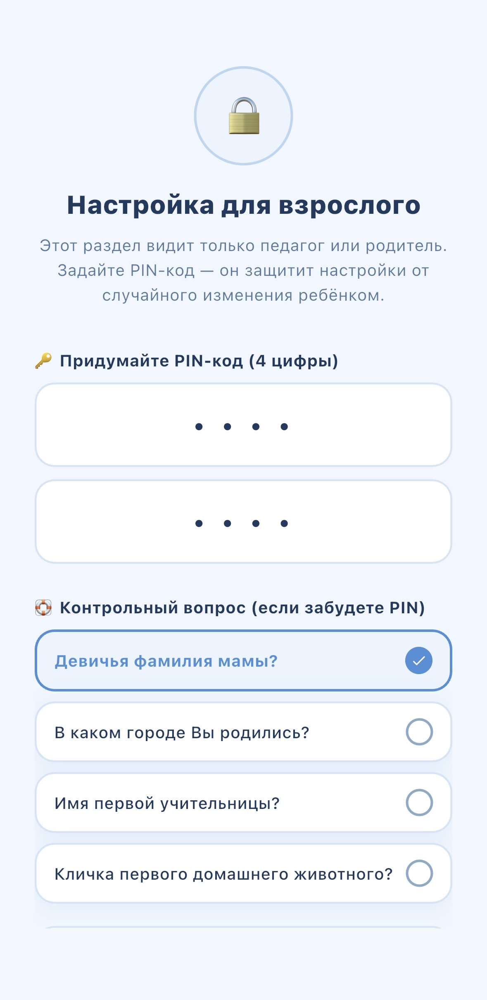 Настройка для взрослого
Этот раздел видит только педагог или родитель.
Задайте PIN-код — он защитит настройки от
случайного изменения ребёнком.
Придумайте PIN-код (4 цифры)
Контрольный вопрос (если забудете PIN)
Девичья фамилия мамы?
В каком городе Вы родились?
Имя первой учительницы?
Кличка первого домашнего животного?